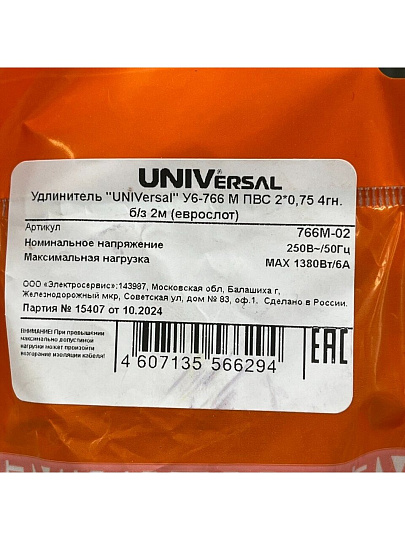 UNIVERSAL
Удлинитель "UNIVersal" У6-766 М ПВС 2*0,75 4гн.
б/з 2м (еврослот)
Артикул 766М-02
Номинальное напряжение 250В~/50Гц
Максимальная нагрузка МАХ 1380Вт/6А
ООО «Электросервис»:143987, Московская обл, Балашиха г,
Железнодорожный мкр, Советская ул, дом № 83, оф.1. Сделано в России.
Партия № 15407 от 10.2024
ВНИМАНИЕ! При превышении
максимально допустимой
нагрузки может произойти
возгорание изоляции кабеля!
EAC
4 607135 566294